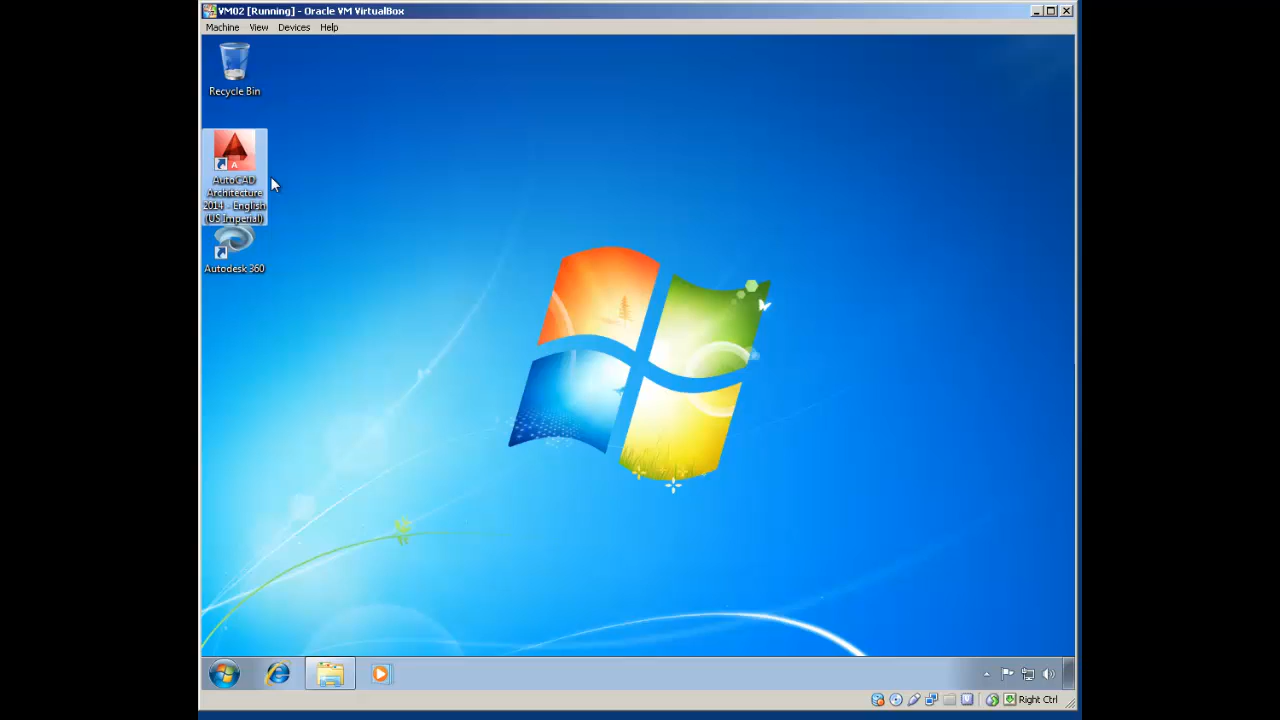 VM02 [Running] - Oracle VM VirtualBox
Machine View Devices Help
Recycle Bin
A
AutoCAD
Architecture
2014 - English
(US Imperial)
Autodesk 360
Right Ctrl